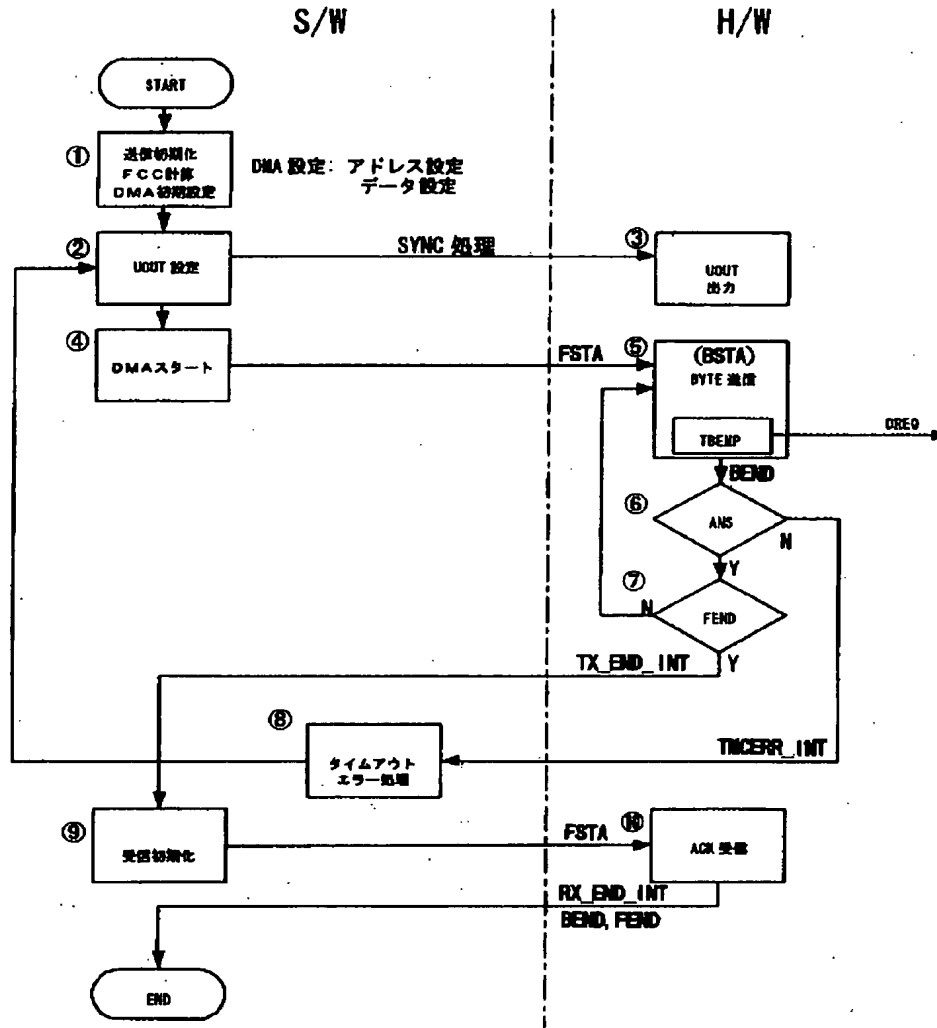 S/W
H/W
START
①
送信初期化
FCC計算
DMA初期設定
DMA 設定: アドレス設定
データ設定
②
UOUT 設定
SYNC 処理
③
UOUT
出力
④
DMAスタート
FSTA
⑤
(BSTA)
BYTE 送信
TBEMP
DREQ
BEND
⑥
ANS
N
Y
⑦
N
FEND
TX_END_INT
Y
⑧
タイムアウト
エラー処理
TMCERR_INT
⑨
受信初期化
FSTA
⑩
ACK 受信
RX_END_INT
BEND, FEND
END